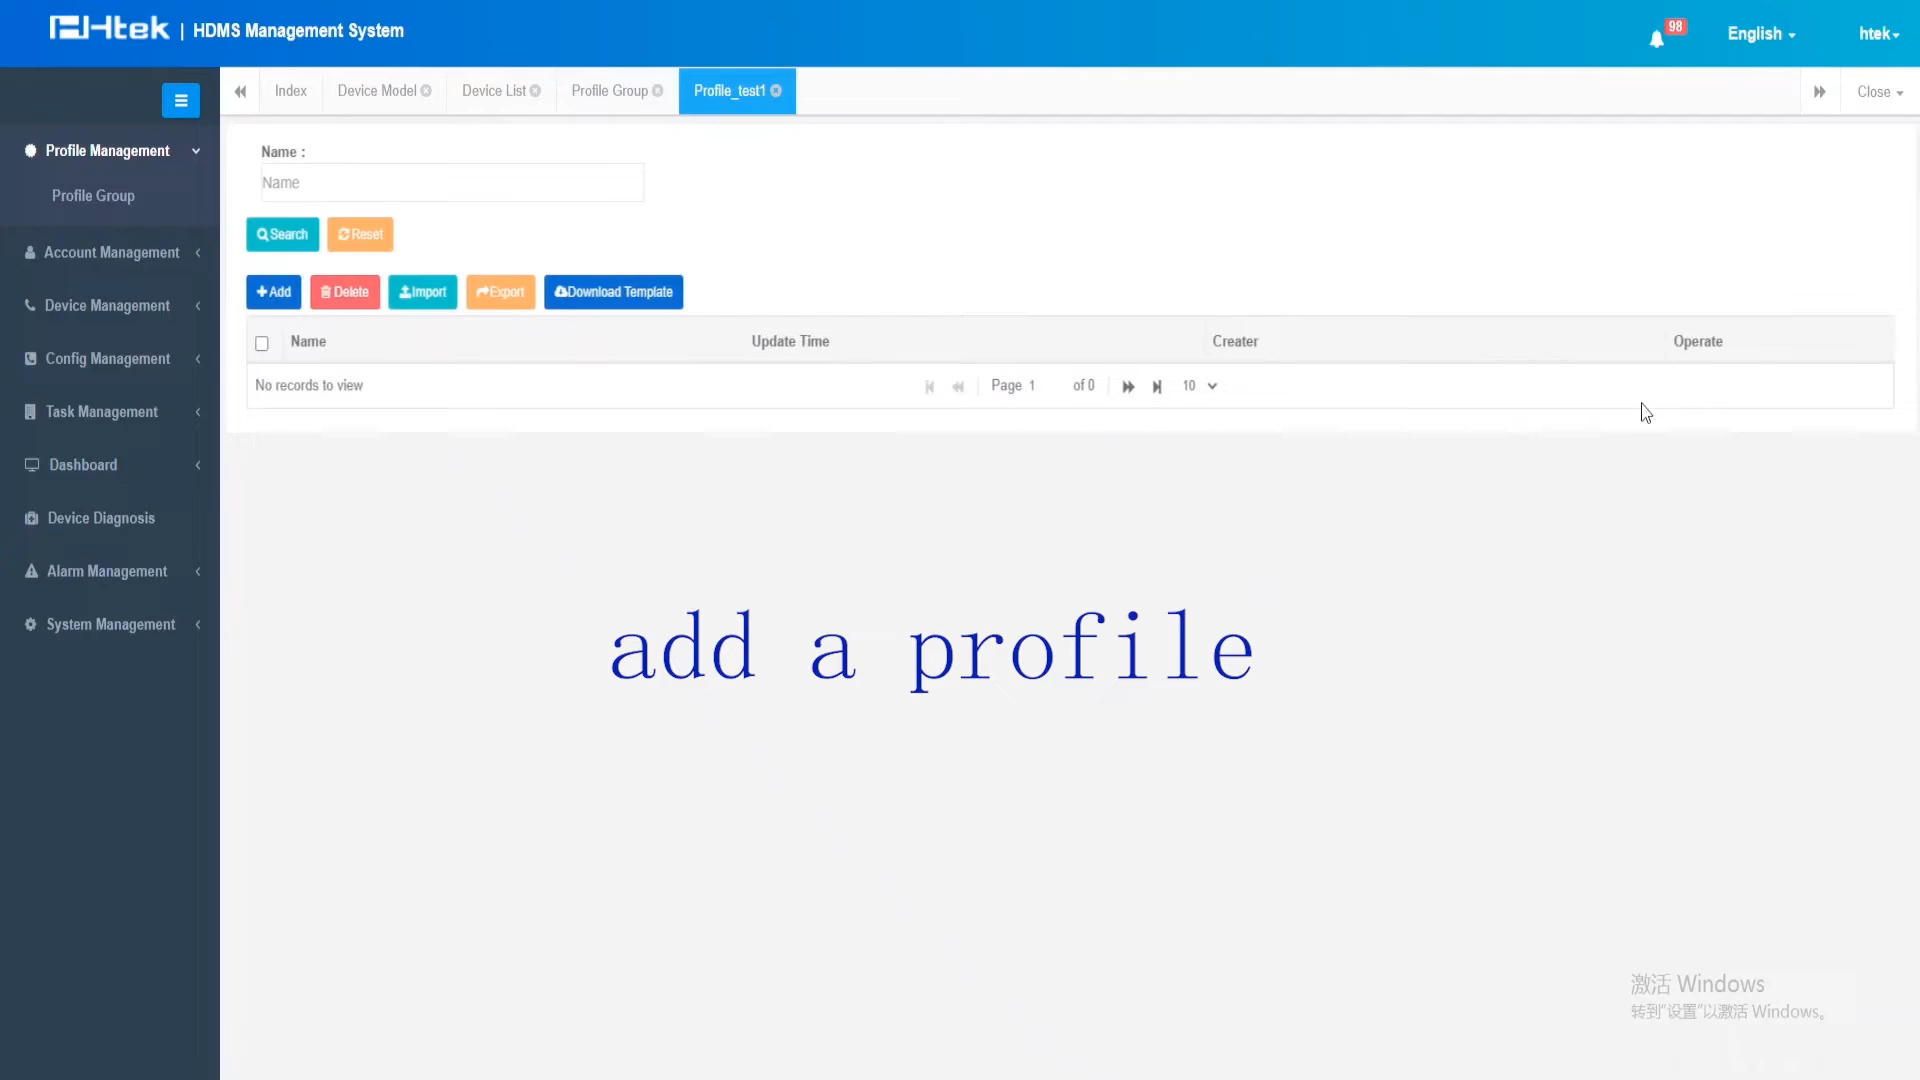 Htek | HDMS Management System
98
English
htek
Index
Device Model
Device List
Profile Group
Profile_test1
Close
Profile Management
Profile Group
Account Management
Device Management
Config Management
Task Management
Dashboard
Device Diagnosis
Alarm Management
System Management
Name :
Name
Search
Reset
Add
Delete
Import
Export
Download Template
Name
Update Time
Creater
Operate
No records to view
Page 1 of 0
10
add a profile
激活 Windows
转到“设置”以激活 Windows。